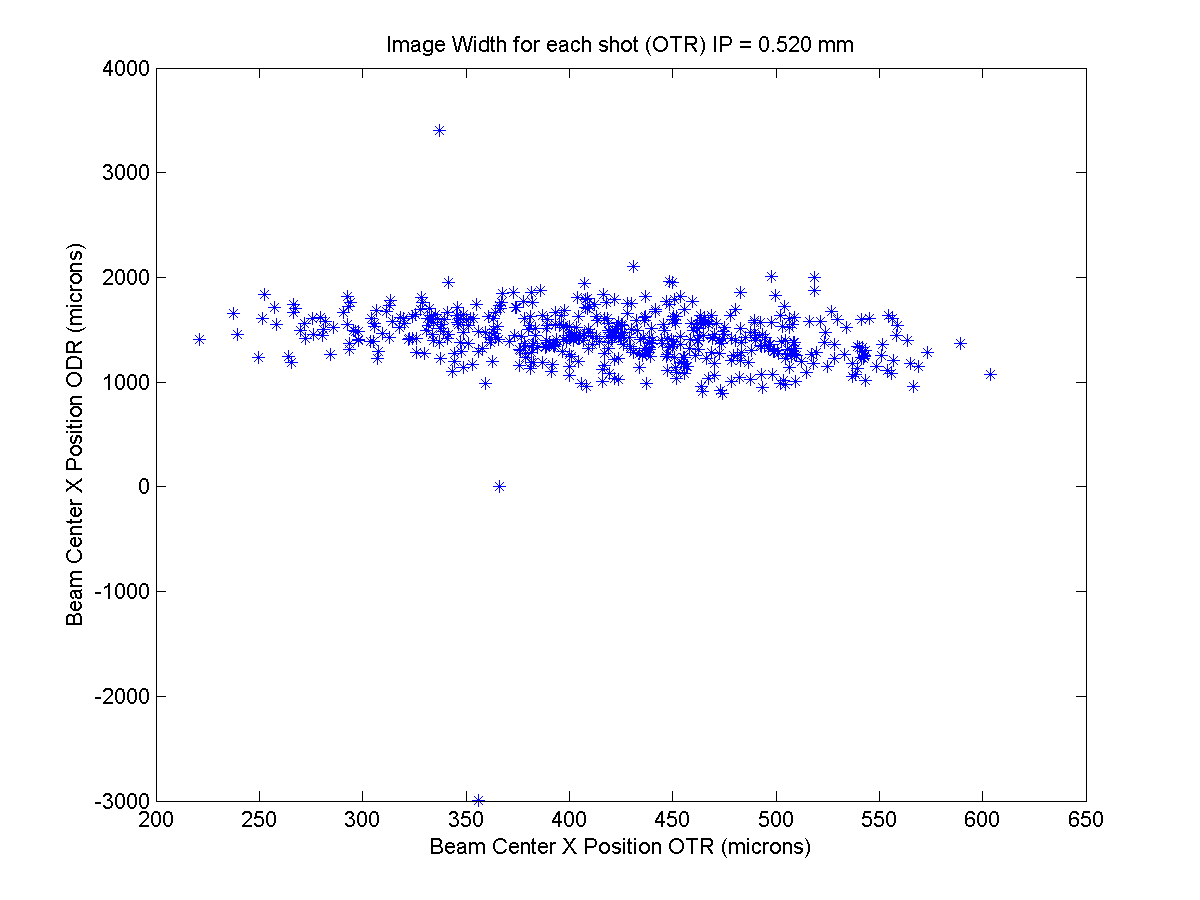 Image Width for each shot (OTR) IP = 0.520 mm
4000
3000
2000
1000
0
-1000
-2000
-3000
Beam Center X Position ODR (microns)
200 250 300 350 400 450 500 550 600 650
Beam Center X Position OTR (microns)